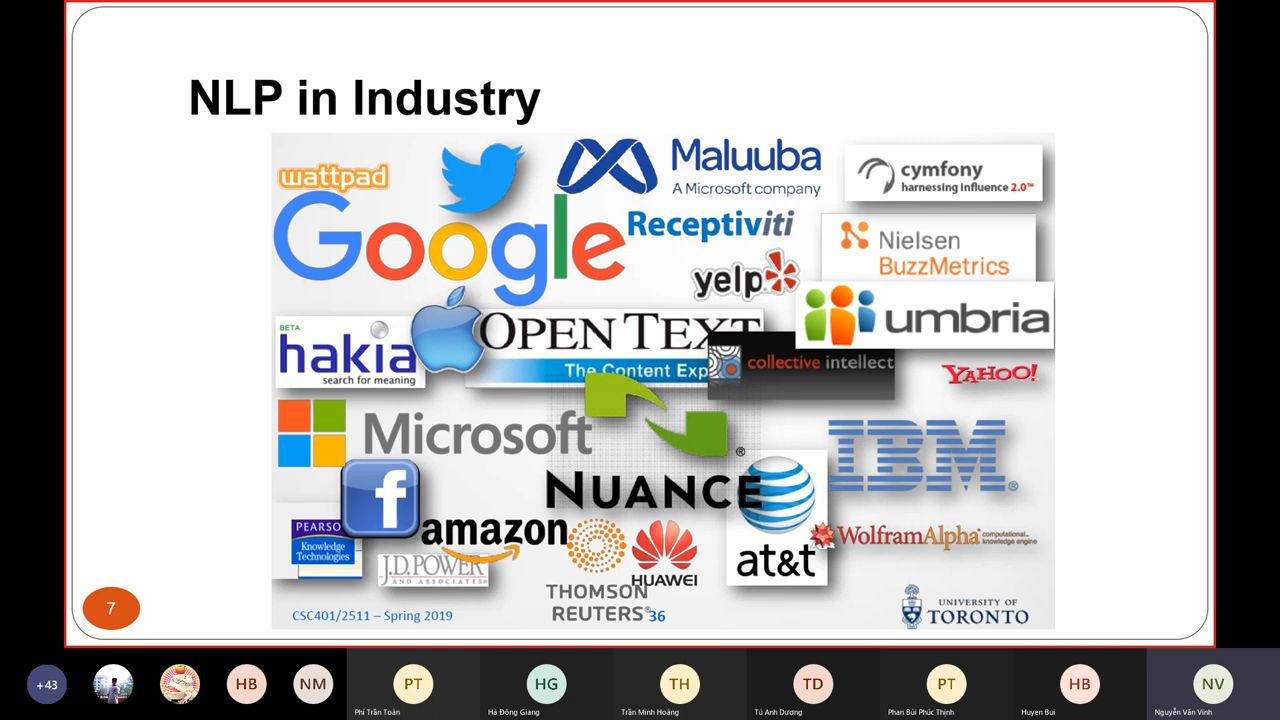 NLP in Industry
wattpad
Maluuba
A Microsoft company
cymfony
harnessing influence 2.0™
Google
Receptiviti
Nielsen
BuzzMetrics
yelp
umbria
BETA
hakia
search for meaning
OPEN TEXT
The Content Exp
collective intellect
YAHOO!
Microsoft
IBM®
NUANCE®
f
amazon
PEARSO
Knowledge
Technologies
J.D. POWER
AND ASSOCIATES®
THOMSON
REUTERS®
HUAWEI
at&t
WolframAlpha computational...
knowledge engine
7
CSC401/2511 – Spring 2019
36
UNIVERSITY OF
TORONTO
+43
HB
NM
PT
HG
TH
TD
PT
HB
NV
Phí Trần Toàn
Hà Đông Giang
Trần Minh Hoàng
Tú Anh Dương
Phan Bùi Phúc Thịnh
Huyen Bui
Nguyễn Văn Vinh